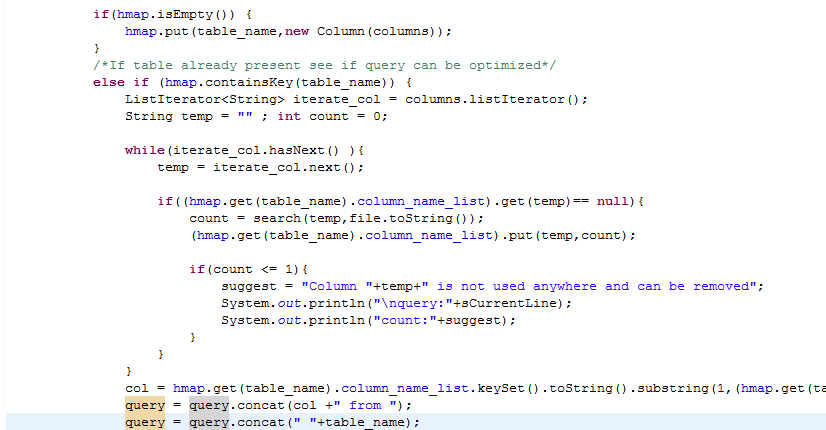 if(hmap.isEmpty()) {
hmap.put(table_name,new Column(columns));
}
/*If table already present see if query can be optimized*/
else if (hmap.containsKey(table_name)) {
ListIterator<String> iterate_col = columns.listIterator();
String temp = "" ; int count = 0;
while(iterate_col.hasNext() ){
temp = iterate_col.next();
if((hmap.get(table_name).column_name_list).get(temp)== null){
count = search(temp,file.toString());
(hmap.get(table_name).column_name_list).put(temp,count);
if(count <= 1){
suggest = "Column "+temp+" is not used anywhere and can be removed";
System.out.println("\nquery:"+sCurrentLine);
System.out.println("count:"+suggest);
}
}
}
col = hmap.get(table_name).column_name_list.keySet().toString().substring(1,(hmap.get(ta
query = query.concat(col +" from ");
query = query.concat(" "+table_name);